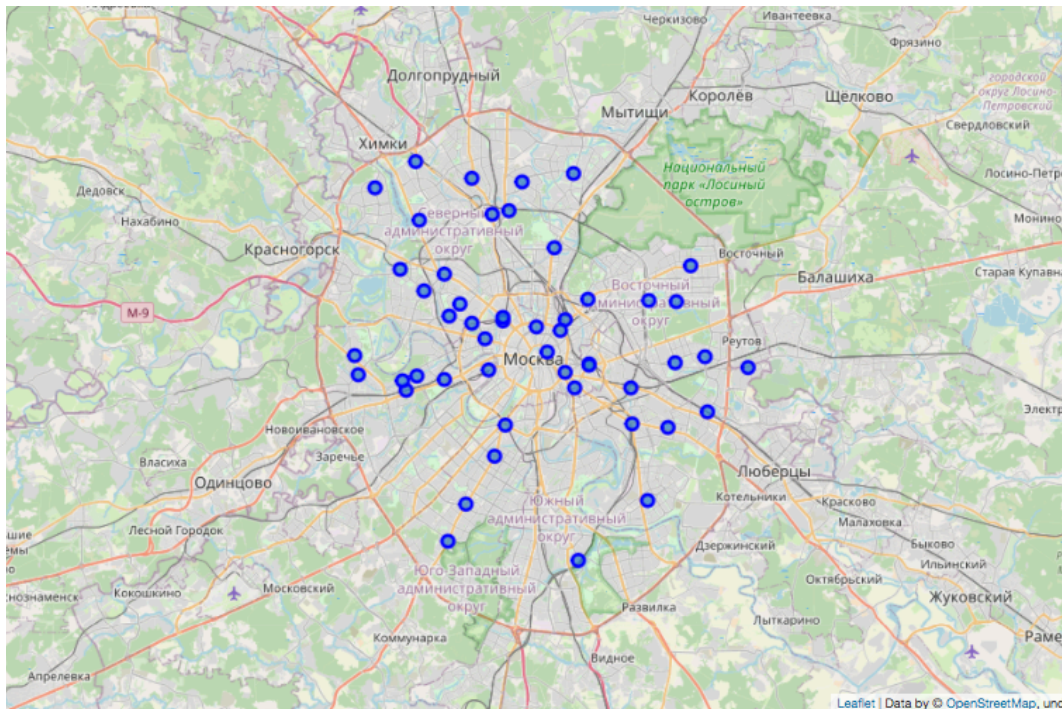 Черкизово
Ивантеевка
Фрязино
Долгопрудный
Королёв
Щёлково
городской
округ Лосино-
Петровский
Мытищи
Свердловский
Химки
Национальный
парк «Лосиный
остров»
Лосино-Петр
Дедовск
Нахабино
Северный
административный
округ
Монино
Красногорск
Восточный
Балашиха
Старая Купавна
Восточный
административный
округ
М-9
Реутов
Москва
Электр
Новоивановское
Заречье
Власиха
Одинцово
Люберцы
Котельники
Красково
Лесной Городок
Южный
административный
округ
Малаховка
Быково
Дзержинский
Ильинский
Юго-Западный
административный
округ
Октябрьский
Кокошкино
Московский
Жуковский
Развилка
Лыткарино
Коммунарка
Раме
Видное
Апрелевка
Leaflet | Data by © OpenStreetMap, und